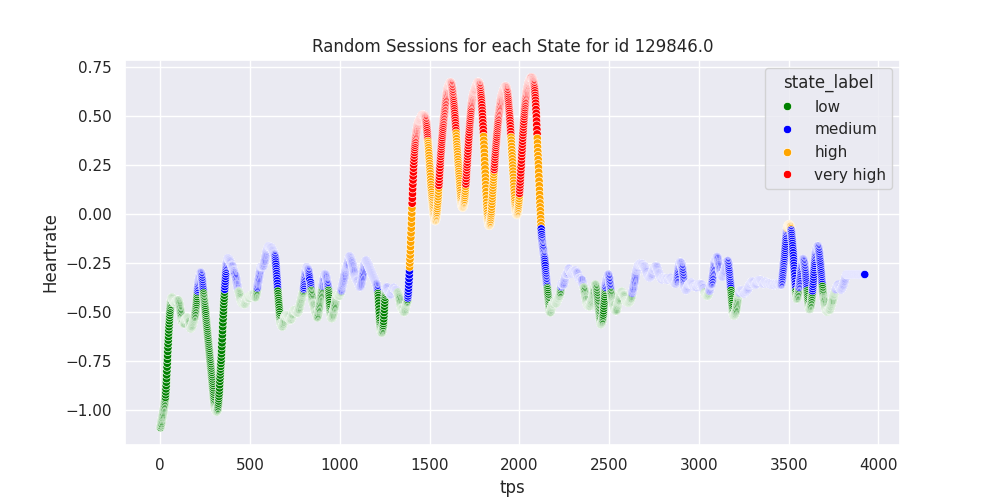 Random Sessions for each State for id 129846.0
0.75
0.50
0.25
0.00
−0.25
−0.50
−0.75
−1.00
Heartrate
state_label
low
medium
high
very high
0 500 1000 1500 2000 2500 3000 3500 4000
tps